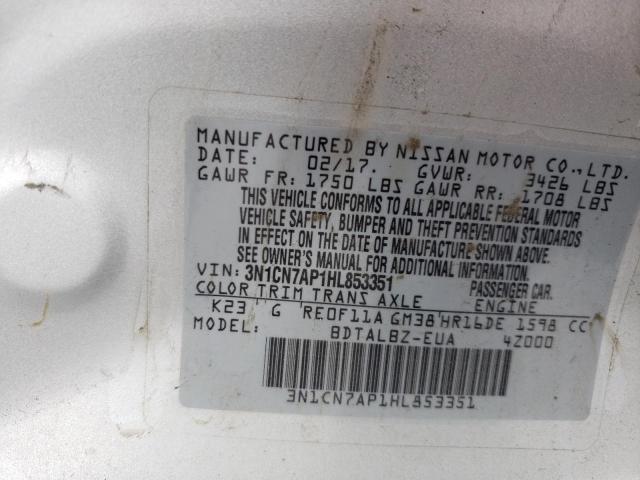 MANUFACTURED BY NISSAN MOTOR CO.,LTD.
DATE: 02/17. GVWR: 3426 LBS
GAWR FR: 1750 LBS GAWR RR: 1708 LBS
THIS VEHICLE CONFORMS TO ALL APPLICABLE FEDERAL MOTOR
VEHICLE SAFETY, BUMPER AND THEFT PREVENTION STANDARDS
IN EFFECT ON THE DATE OF MANUFACTURE SHOWN ABOVE.
SEE OWNER'S MANUAL FOR ADDITIONAL INFORMATION.
VIN: 3N1CN7AP1HL853351 PASSENGER CAR.
COLOR TRIM TRANS AXLE ENGINE
K23 G RE0F11A GM38 HR16DE 1598 CC
MODEL: BDTALBZ-EUA 4Z000
3N1CN7AP1HL853351